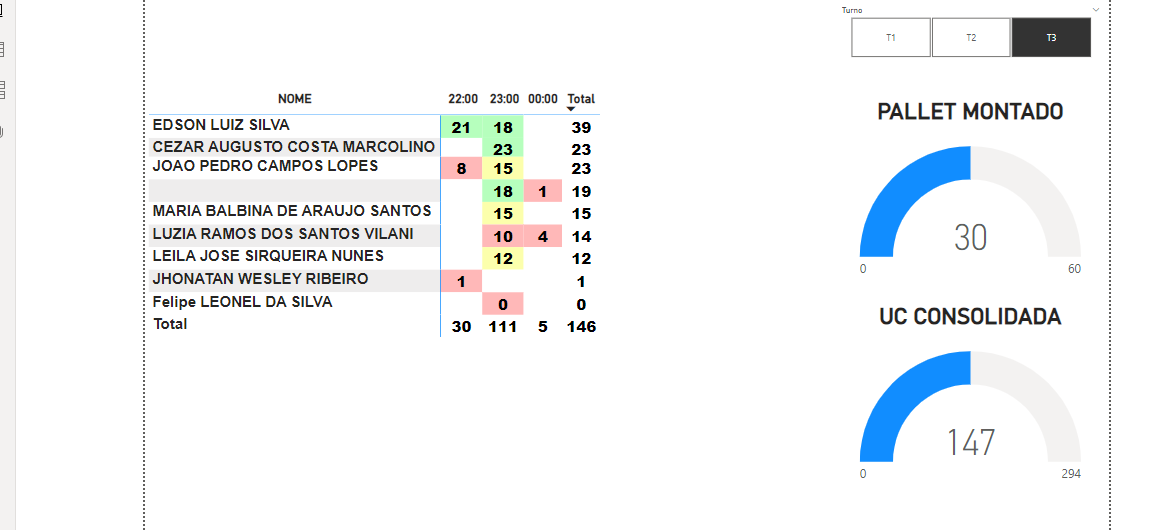 Turno
T1 T2 T3
NOME 22:00 23:00 00:00 Total
EDSON LUIZ SILVA 21 18 39
CEZAR AUGUSTO COSTA MARCOLINO 23 23
JOAO PEDRO CAMPOS LOPES 8 15 23
18 1 19
MARIA BALBINA DE ARAUJO SANTOS 15 15
LUZIA RAMOS DOS SANTOS VILANI 10 4 14
LEILA JOSE SIRQUEIRA NUNES 12 12
JHONATAN WESLEY RIBEIRO 1 1
Felipe LEONEL DA SILVA 0 0
Total 30 111 5 146
PALLET MONTADO
30
0 60
UC CONSOLIDADA
147
0 294